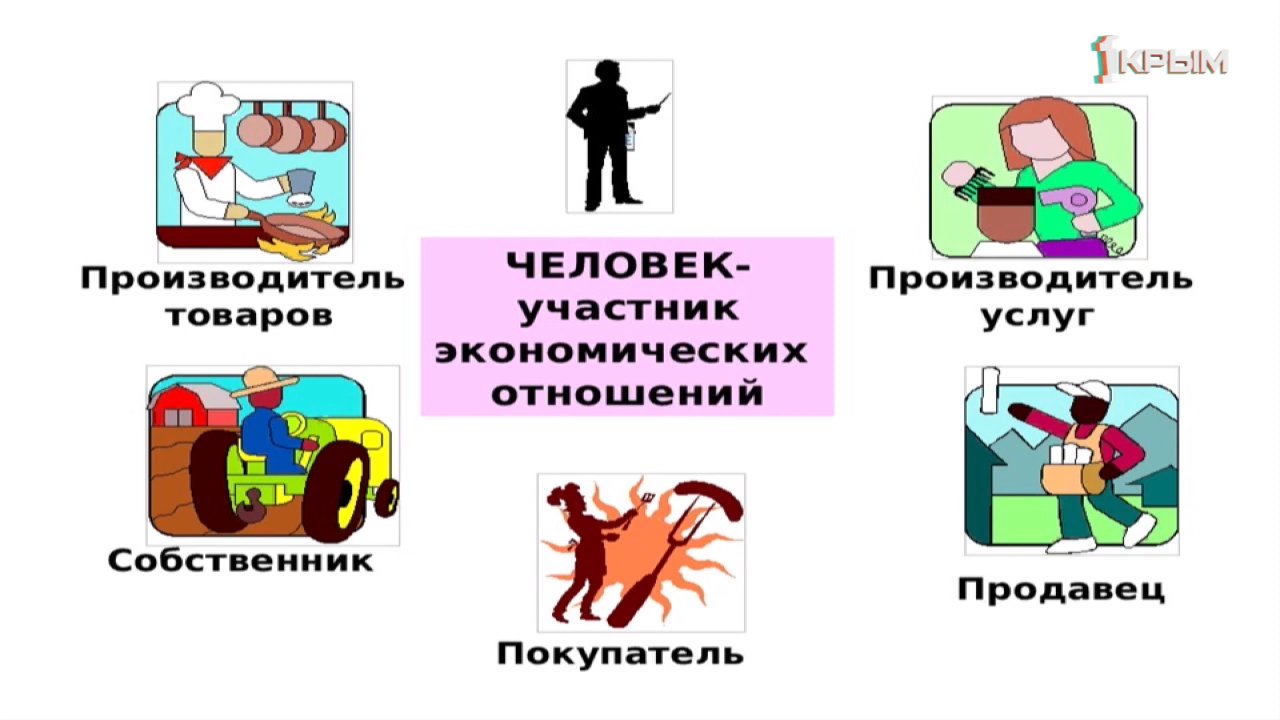 1КРЫМ
Производитель
товаров
ЧЕЛОВЕК-
участник
экономических
отношений
Производитель
услуг
Собственник
Продавец
Покупатель